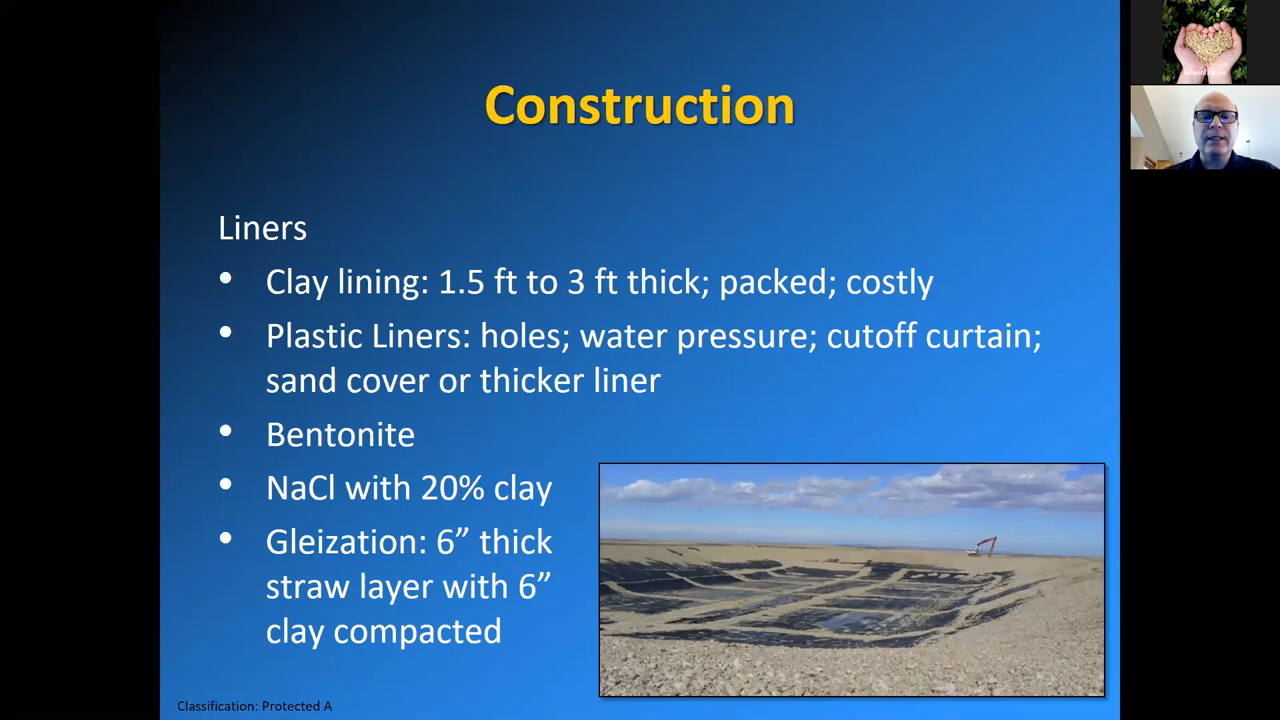 Construction
Liners
• Clay lining: 1.5 ft to 3 ft thick; packed; costly
• Plastic Liners: holes; water pressure; cutoff curtain;
sand cover or thicker liner
• Bentonite
• NaCl with 20% clay
• Gleization: 6” thick
straw layer with 6”
clay compacted
Classification: Protected A